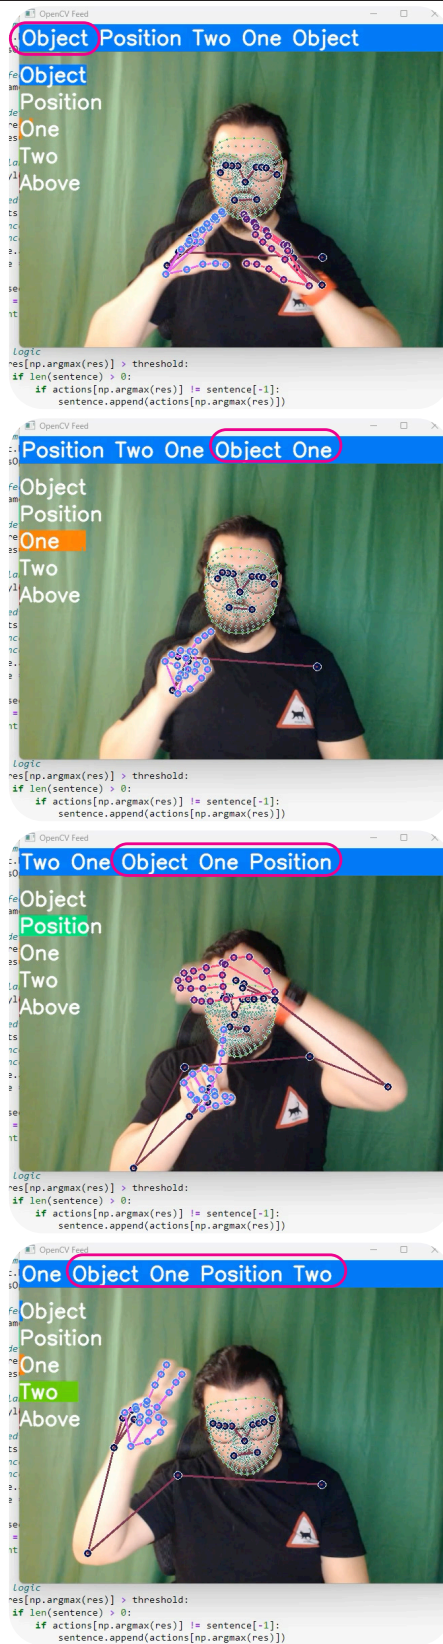 OpenCV Feed
Object Position Two One Object
Object
Position
One
Two
Above
logic
res[np.argmax(res)] > threshold:
if len(sentence) > 0:
if actions[np.argmax(res)] != sentence[-1]:
sentence.append(actions[np.argmax(res)])
OpenCV Feed
Position Two One Object One
Object
Position
One
Two
Above
logic
res[np.argmax(res)] > threshold:
if len(sentence) > 0:
if actions[np.argmax(res)] != sentence[-1]:
sentence.append(actions[np.argmax(res)])
OpenCV Feed
Two One Object One Position
Object
Position
One
Two
Above
logic
res[np.argmax(res)] > threshold:
if len(sentence) > 0:
if actions[np.argmax(res)] != sentence[-1]:
sentence.append(actions[np.argmax(res)])
OpenCV Feed
One Object One Position Two
Object
Position
One
Two
Above
logic
es[np.argmax(res)] > threshold:
if len(sentence) > 0:
if actions[np.argmax(res)] != sentence[-1]:
sentence.append(actions[np.argmax(res)])